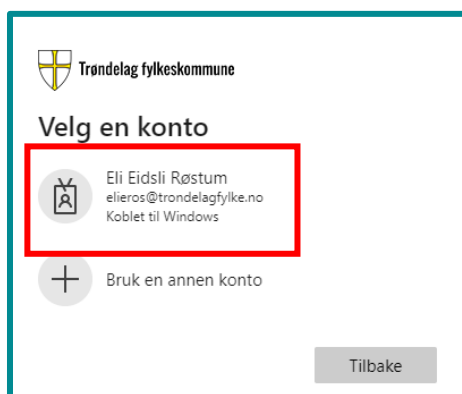 Trøndelag fylkeskommune
Velg en konto
Eli Eidsli Røstum
elieros@trondelagfylke.no
Koblet til Windows
Bruk en annen konto
Tilbake